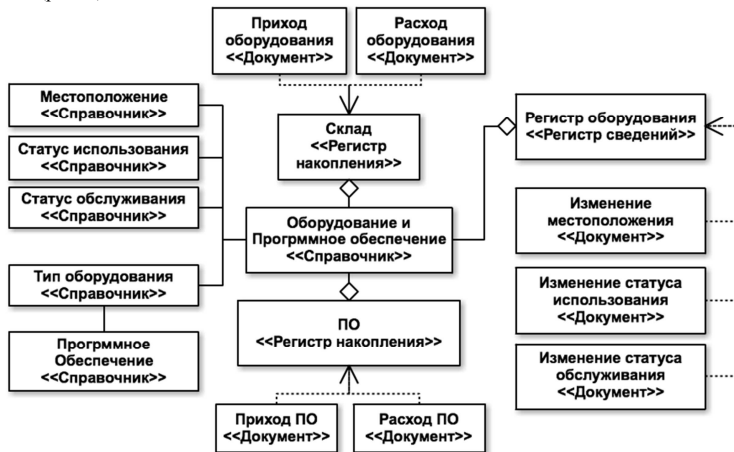 Приход
оборудования
<<Документ>>
Расход
оборудования
<<Документ>>
Местоположение
<<Справочник>>
Статус использования
<<Справочник>>
Статус обслуживания
<<Справочник>>
Тип оборудования
<<Справочник>>
Прогрммное
Обеспечение
<<Справочник>>
Склад
<<Регистр
накопления>>
Оборудование и
Прогрммное обеспечение
<<Справочник>>
ПО
<<Регистр накопления>>
Приход ПО
<<Документ>>
Расход ПО
<<Документ>>
Регистр оборудования
<<Регистр сведений>>
Изменение
местоположения
<<Документ>>
Изменение статуса
использования
<<Документ>>
Изменение статуса
обслуживания
<<Документ>>